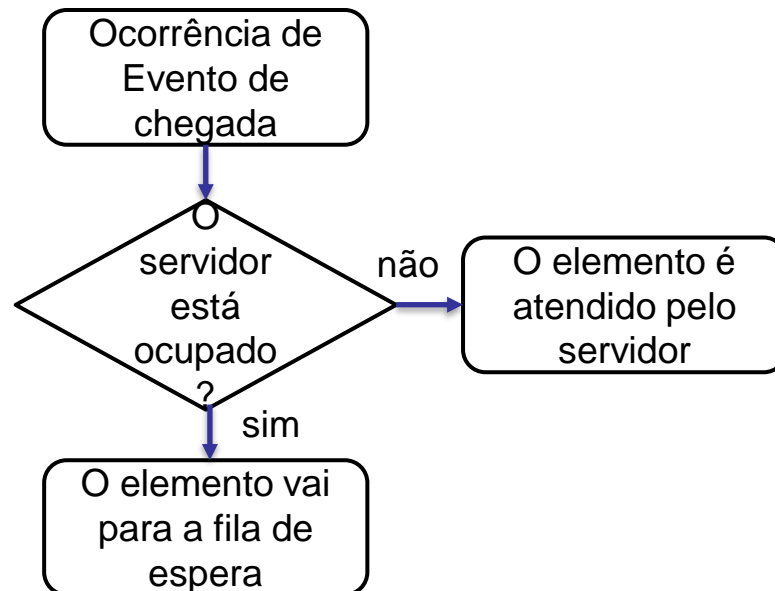 Ocorrência de
Evento de
chegada
O
servidor
está
ocupado
?
não
O elemento é
atendido pelo
servidor
sim
O elemento vai
para a fila de
espera